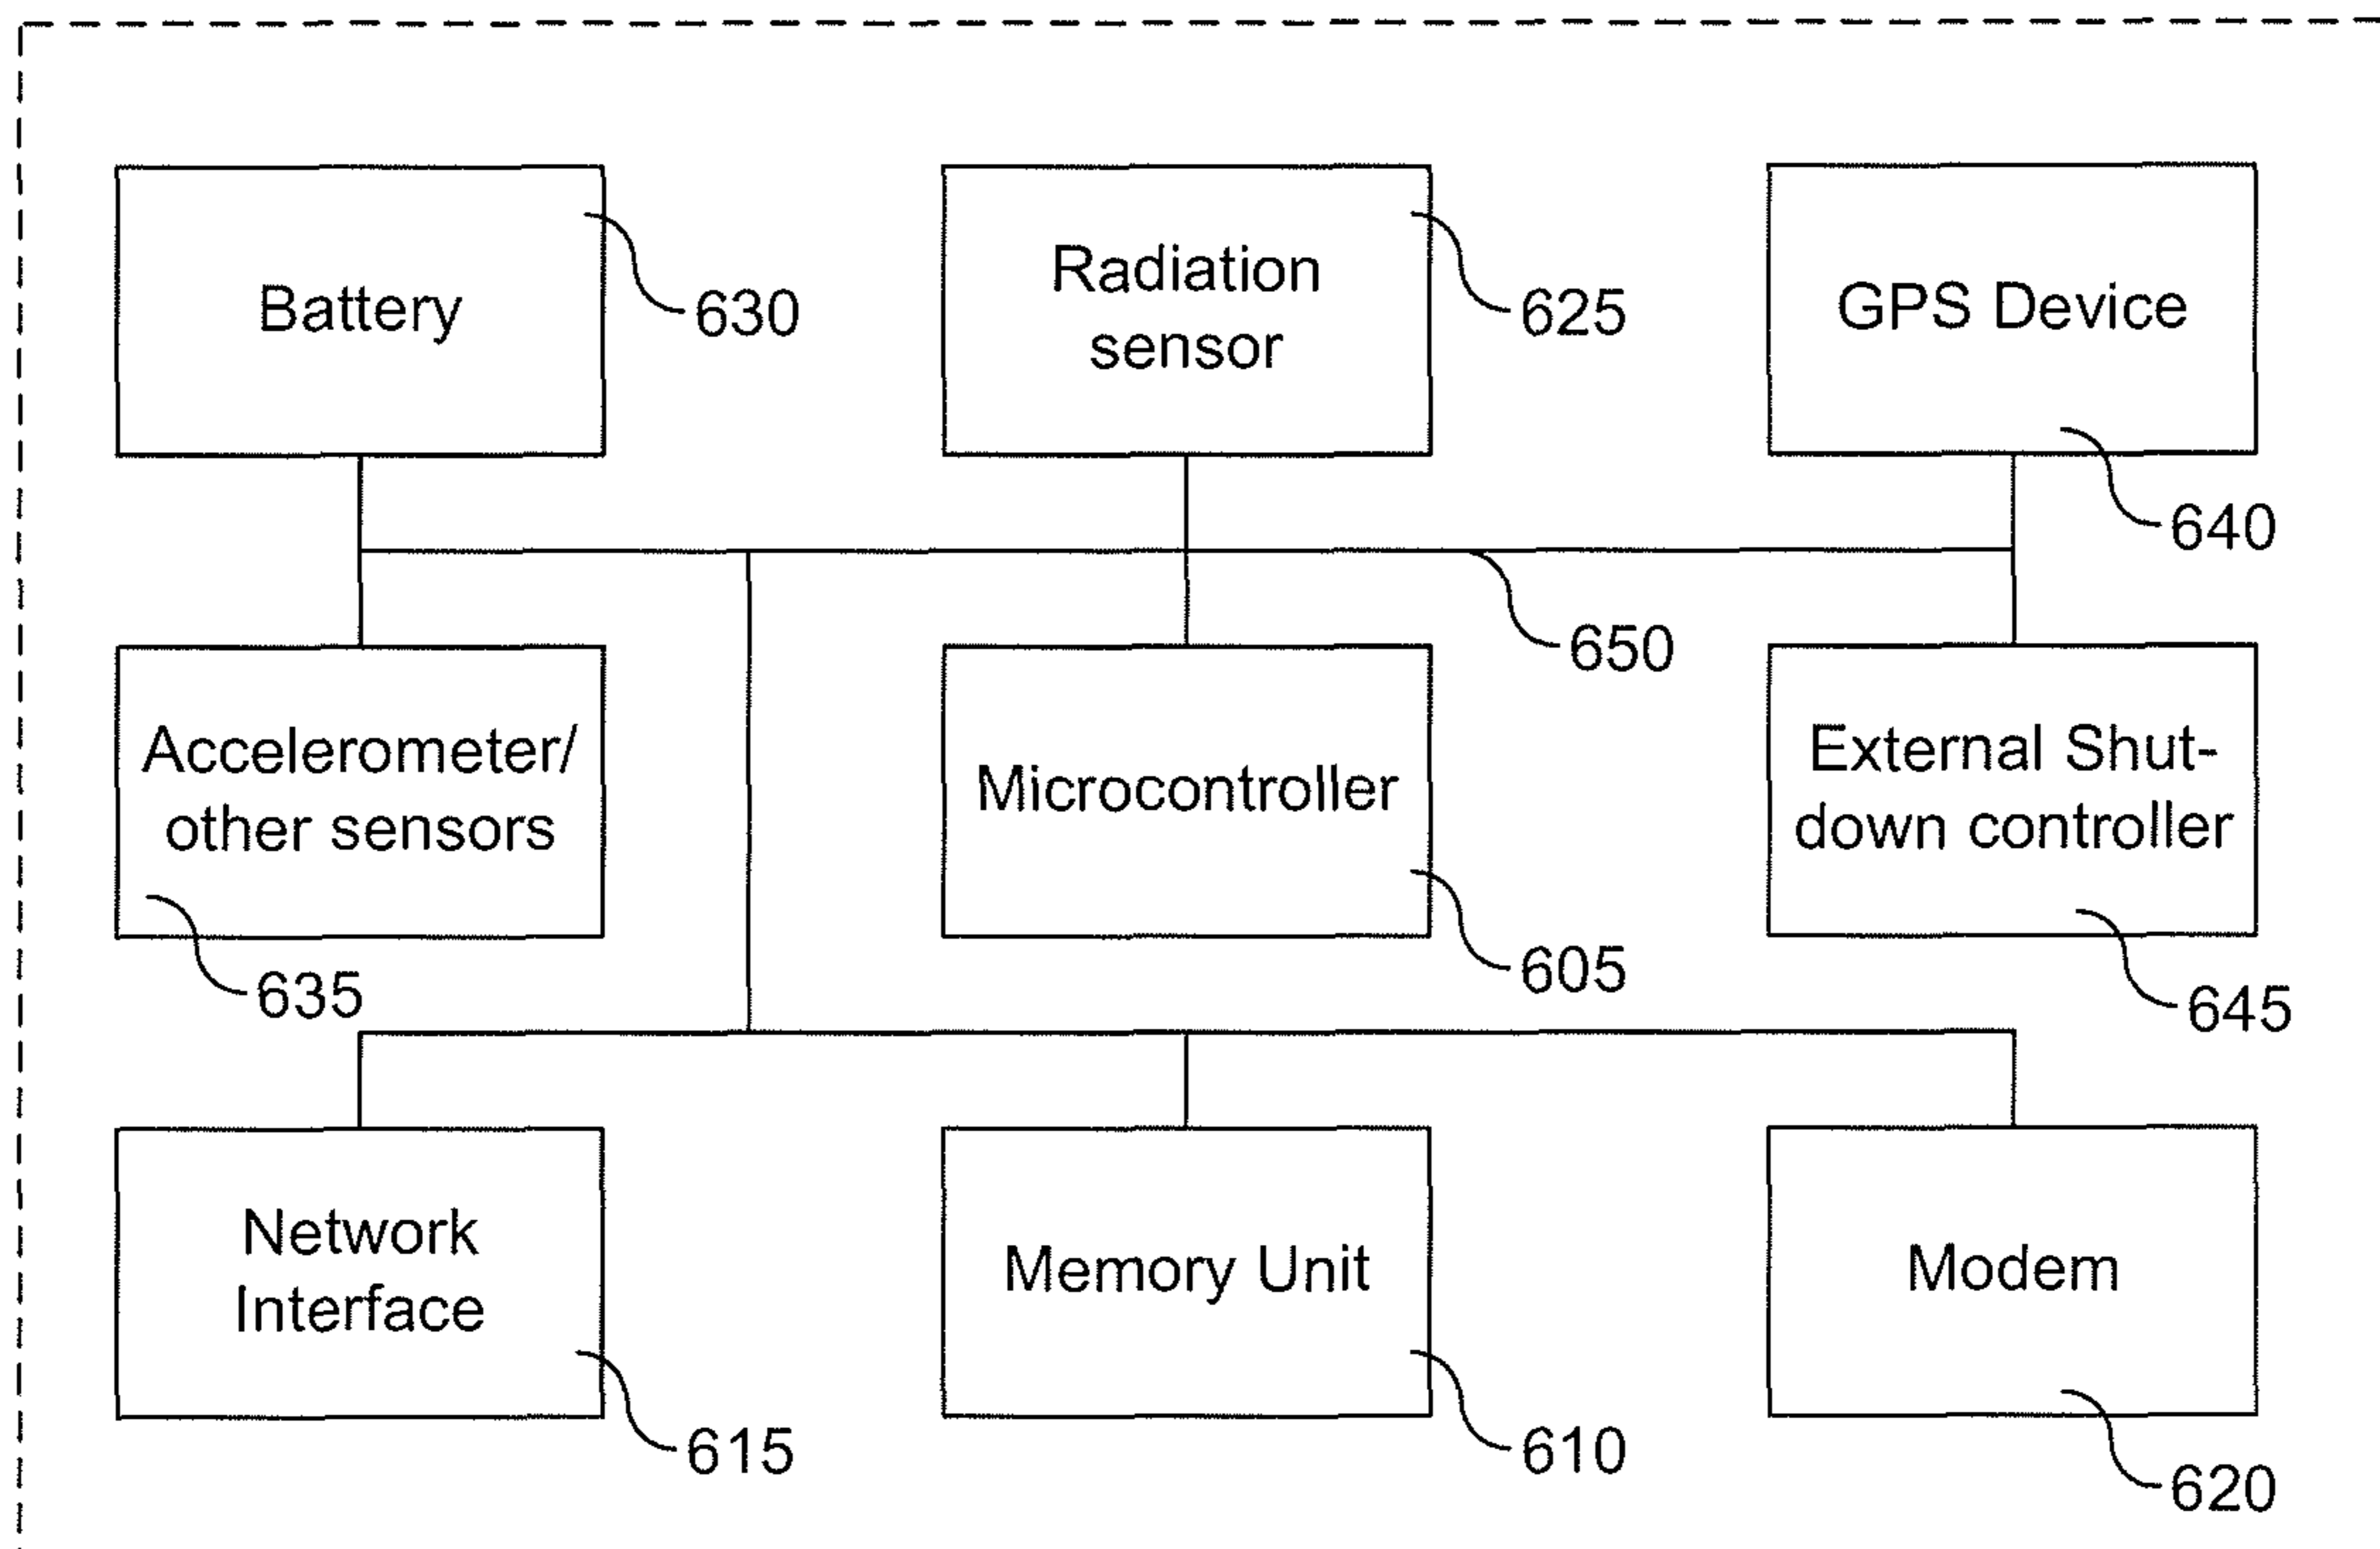 Battery
630
Radiation
sensor
625
GPS Device
640
650
Accelerometer/
other sensors
635
Microcontroller
605
External Shut-
down controller
645
Network
Interface
615
Memory Unit
610
Modem
620